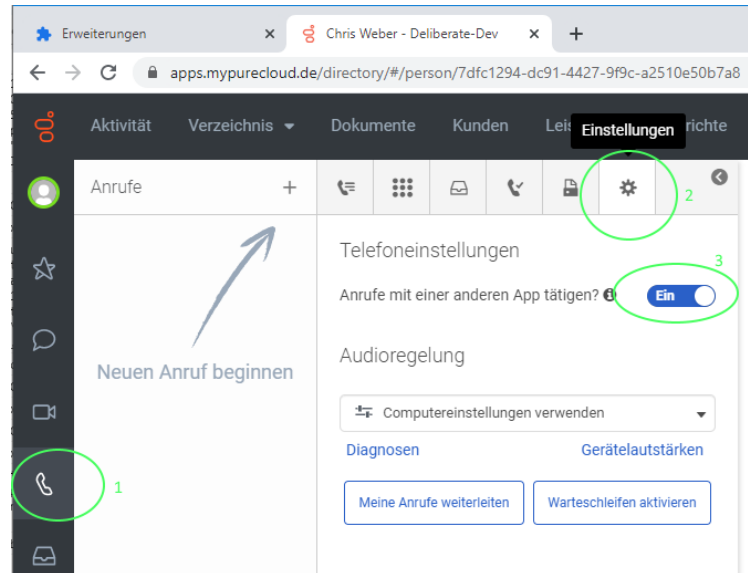 Erweiterungen
Chris Weber - Deliberate-Dev
apps.mypurecloud.de/directory/#/person/7dfc1294-dc91-4427-9f9c-a2510e50b7a8
Aktivität Verzeichnis Dokumente Kunden Leis Einstellungen richte
Anrufe
2
Telefoneinstellungen
3
Anrufe mit einer anderen App tätigen? Ein
Neuen Anruf beginnen
Audioregelung
Computereinstellungen verwenden
Diagnosen Gerätelautstärken
1
Meine Anrufe weiterleiten Warteschleifen aktivieren